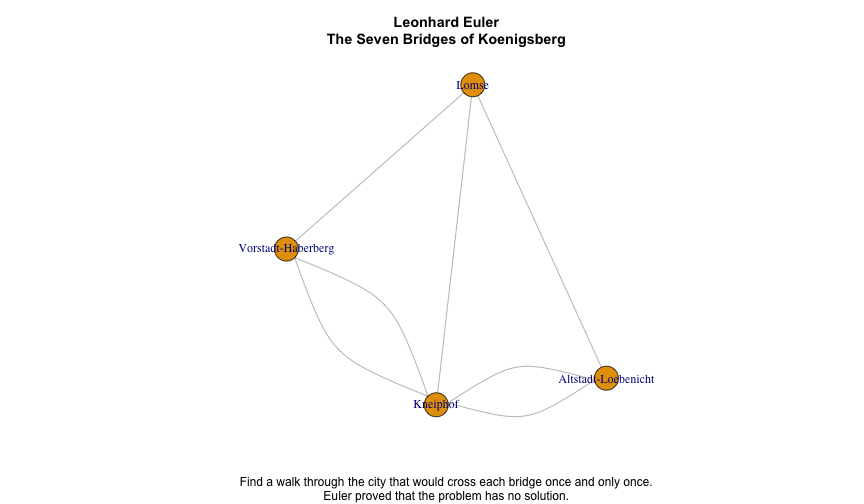 Leonhard Euler
The Seven Bridges of Koenigsberg
Lomse
Vorstadt-Haberberg
Altstadt-Loebenicht
Kneiphof
Find a walk through the city that would cross each bridge once and only once.
Euler proved that the problem has no solution.